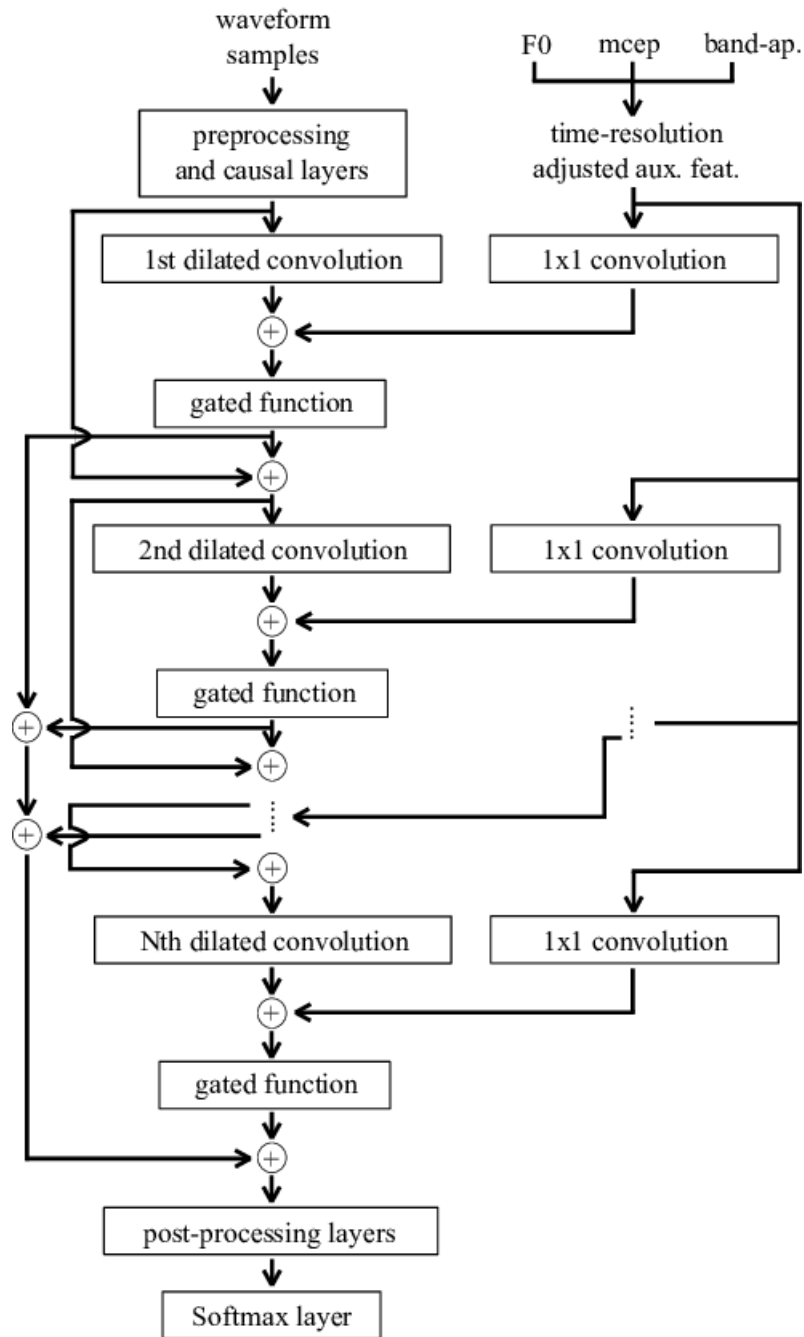 waveform
samples
F0 mcep band-ap.
preprocessing
and causal layers
time-resolution
adjusted aux. feat.
1st dilated convolution
1x1 convolution
+
gated function
+
2nd dilated convolution
1x1 convolution
+
gated function
+
+
+
+
Nth dilated convolution
1x1 convolution
+
gated function
+
post-processing layers
Softmax layer